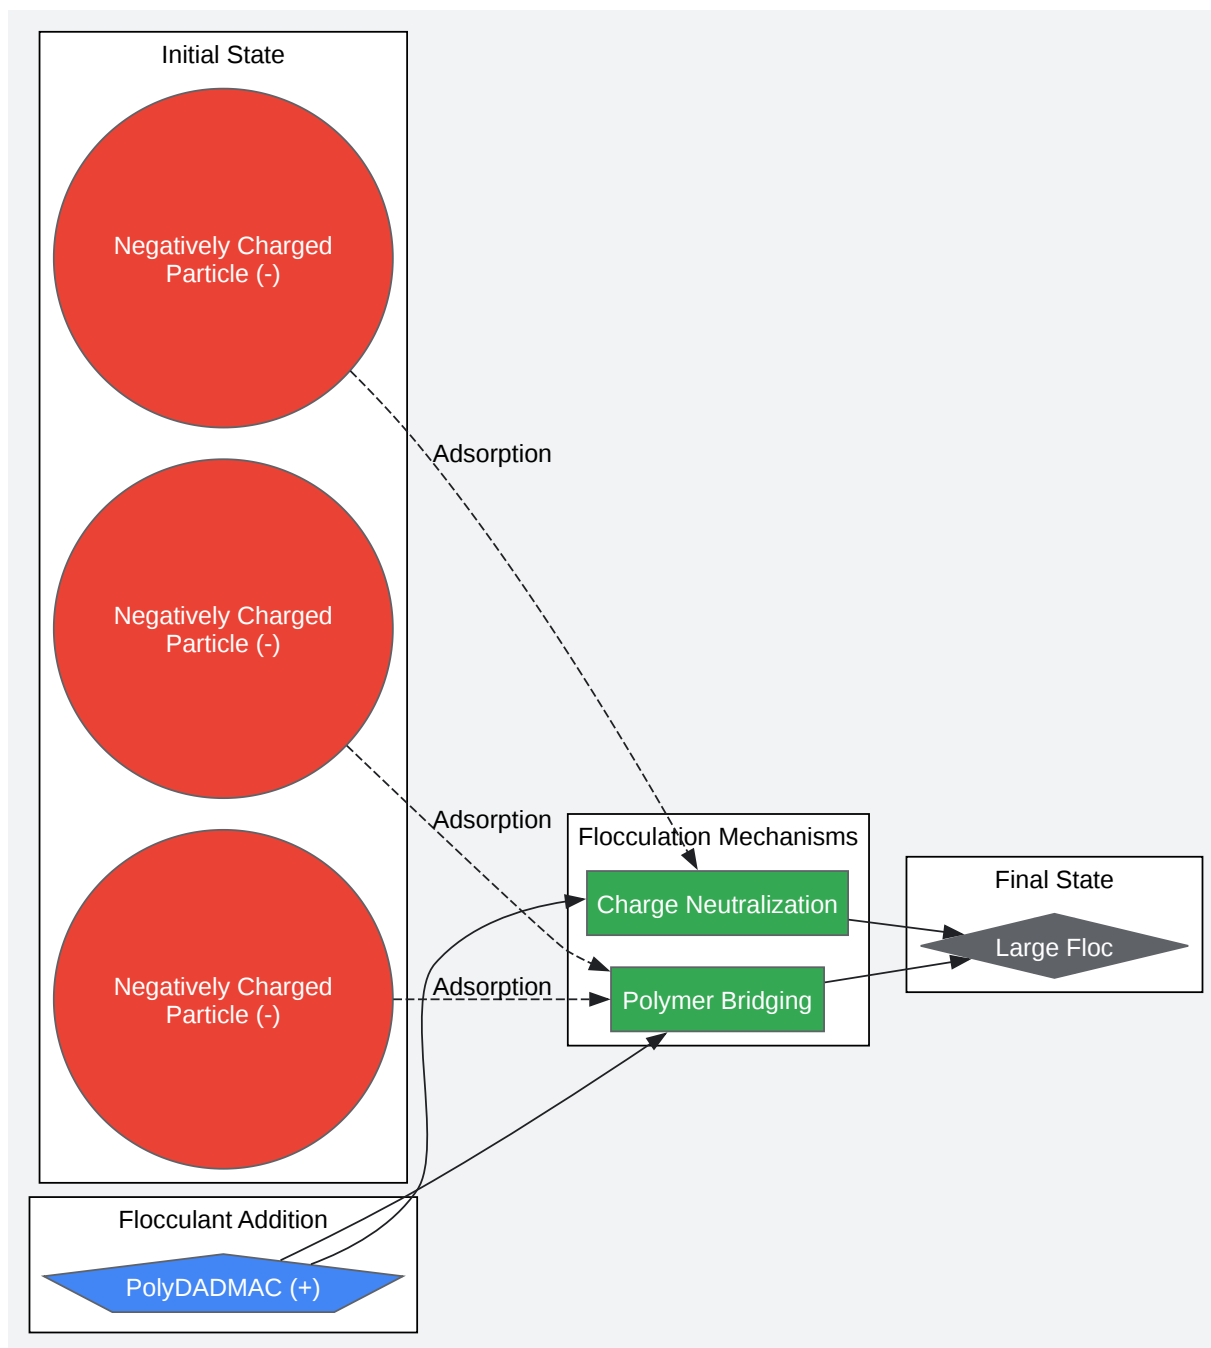 Initial State
Negatively Charged
Particle (-)
Adsorption
Negatively Charged
Particle (-)
Adsorption
Flocculation Mechanisms
Charge Neutralization
Final State
Large Floc
Negatively Charged
Particle (-)
Adsorption
Polymer Bridging
Flocculant Addition
PolyDADMAC (+)